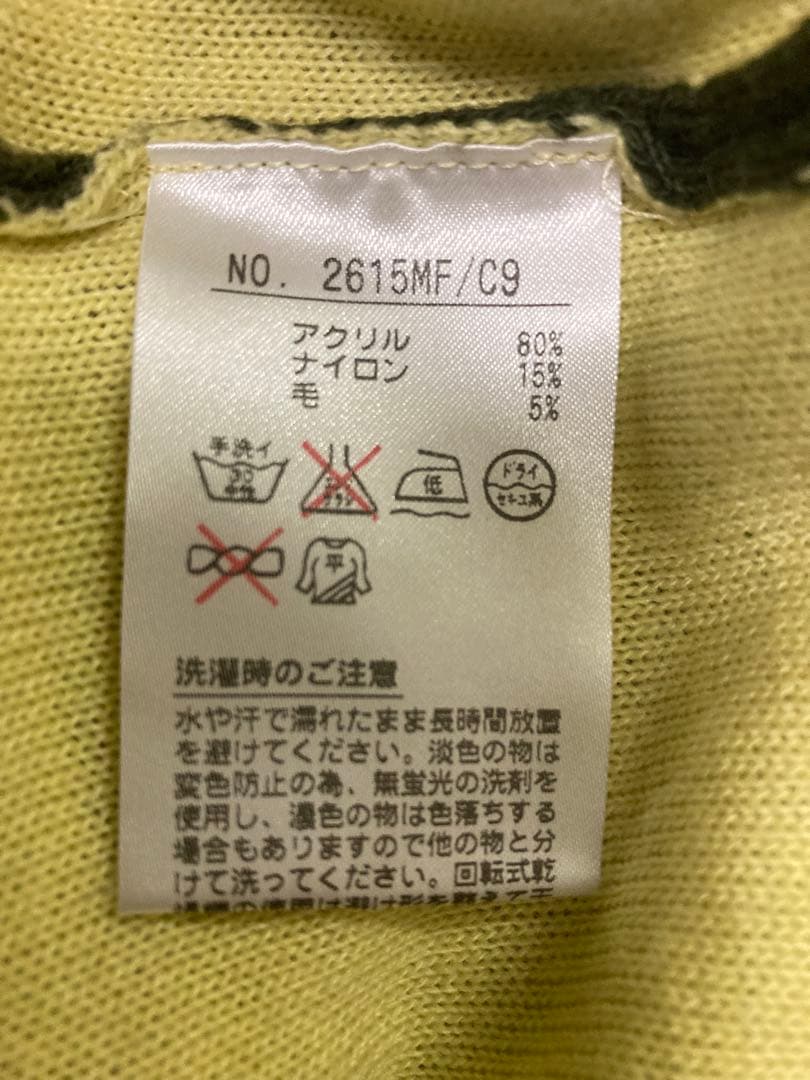 NO. 2615MF/C9
アクリル 80%
ナイロン 15%
毛 5%
手洗イ
30
中性
低
ドライ
セキユ系
平
洗濯時のご注意
水や汗で濡れたまま長時間放置
を避けてください。淡色の物は
変色防止の為、無蛍光の洗剤を
使用し、濃色の物は色落ちする
場合もありますので他の物と分
けて洗ってください。回転式乾